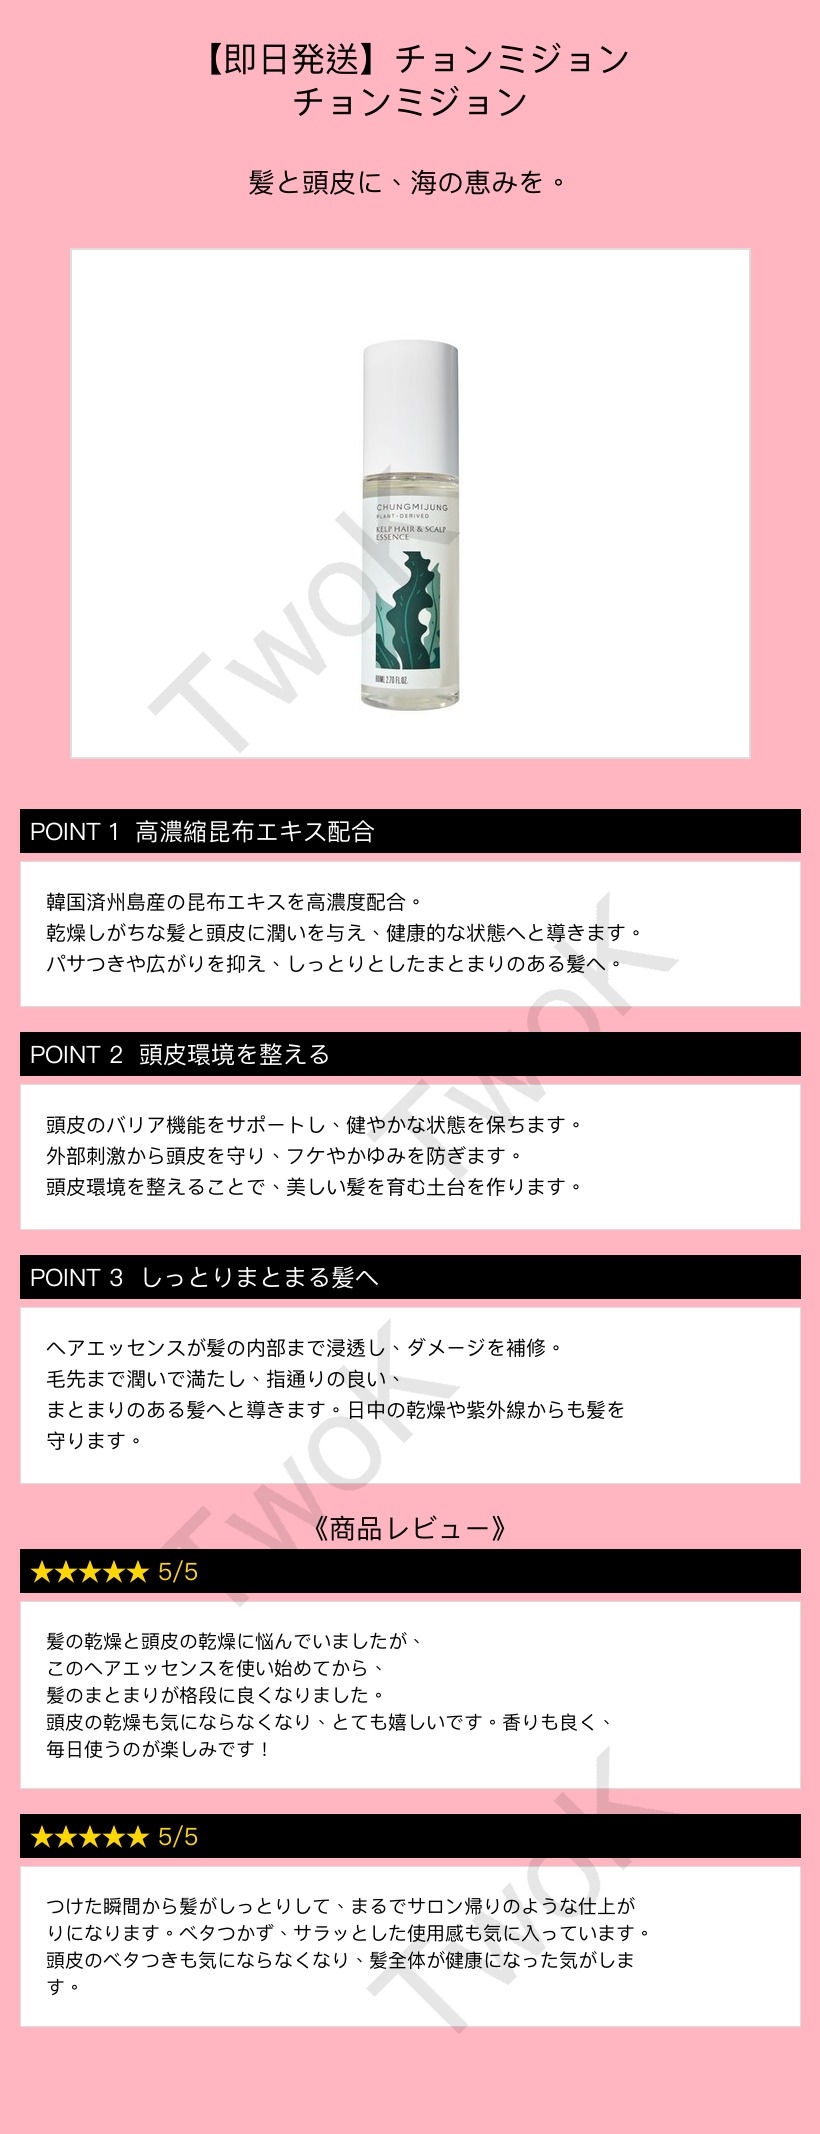 【即日発送】チョンミジョン
チョンミジョン
髪と頭皮に、海の恵みを。
CHUNGMIJUNG
PLANT-DERIVED
KELP HAIR & SCALP
ESSENCE
80ML 2.70 FL.OZ.
TwoK
POINT 1 高濃縮昆布エキス配合
韓国済州島産の昆布エキスを高濃度配合。
乾燥しがちな髪と頭皮に潤いを与え、健康的な状態へと導きます。
パサつきや広がりを抑え、しっとりとしたまとまりのある髪へ。
TwoK
POINT 2 頭皮環境を整える
頭皮のバリア機能をサポートし、健やかな状態を保ちます。
外部刺激から頭皮を守り、フケやかゆみを防ぎます。
頭皮環境を整えることで、美しい髪を育む土台を作ります。
POINT 3 しっとりまとまる髪へ
ヘアエッセンスが髪の内部まで浸透し、ダメージを補修。
毛先まで潤いで満たし、指通りの良い、
まとまりのある髪へと導きます。日中の乾燥や紫外線からも髪を
守ります。
TwoK
《商品レビュー》
★★★★★ 5/5
髪の乾燥と頭皮の乾燥に悩んでいましたが、
このヘアエッセンスを使い始めてから、
髪のまとまりが格段に良くなりました。
頭皮の乾燥も気にならなくなり、とても嬉しいです。香りも良く、
毎日使うのが楽しみです！
★★★★★ 5/5
つけた瞬間から髪がしっとりして、まるでサロン帰りのような仕上が
りになります。ベタつかず、サラッとした使用感も気に入っています。
頭皮のベタつきも気にならなくなり、髪全体が健康になった気がしま
す。
TwoK